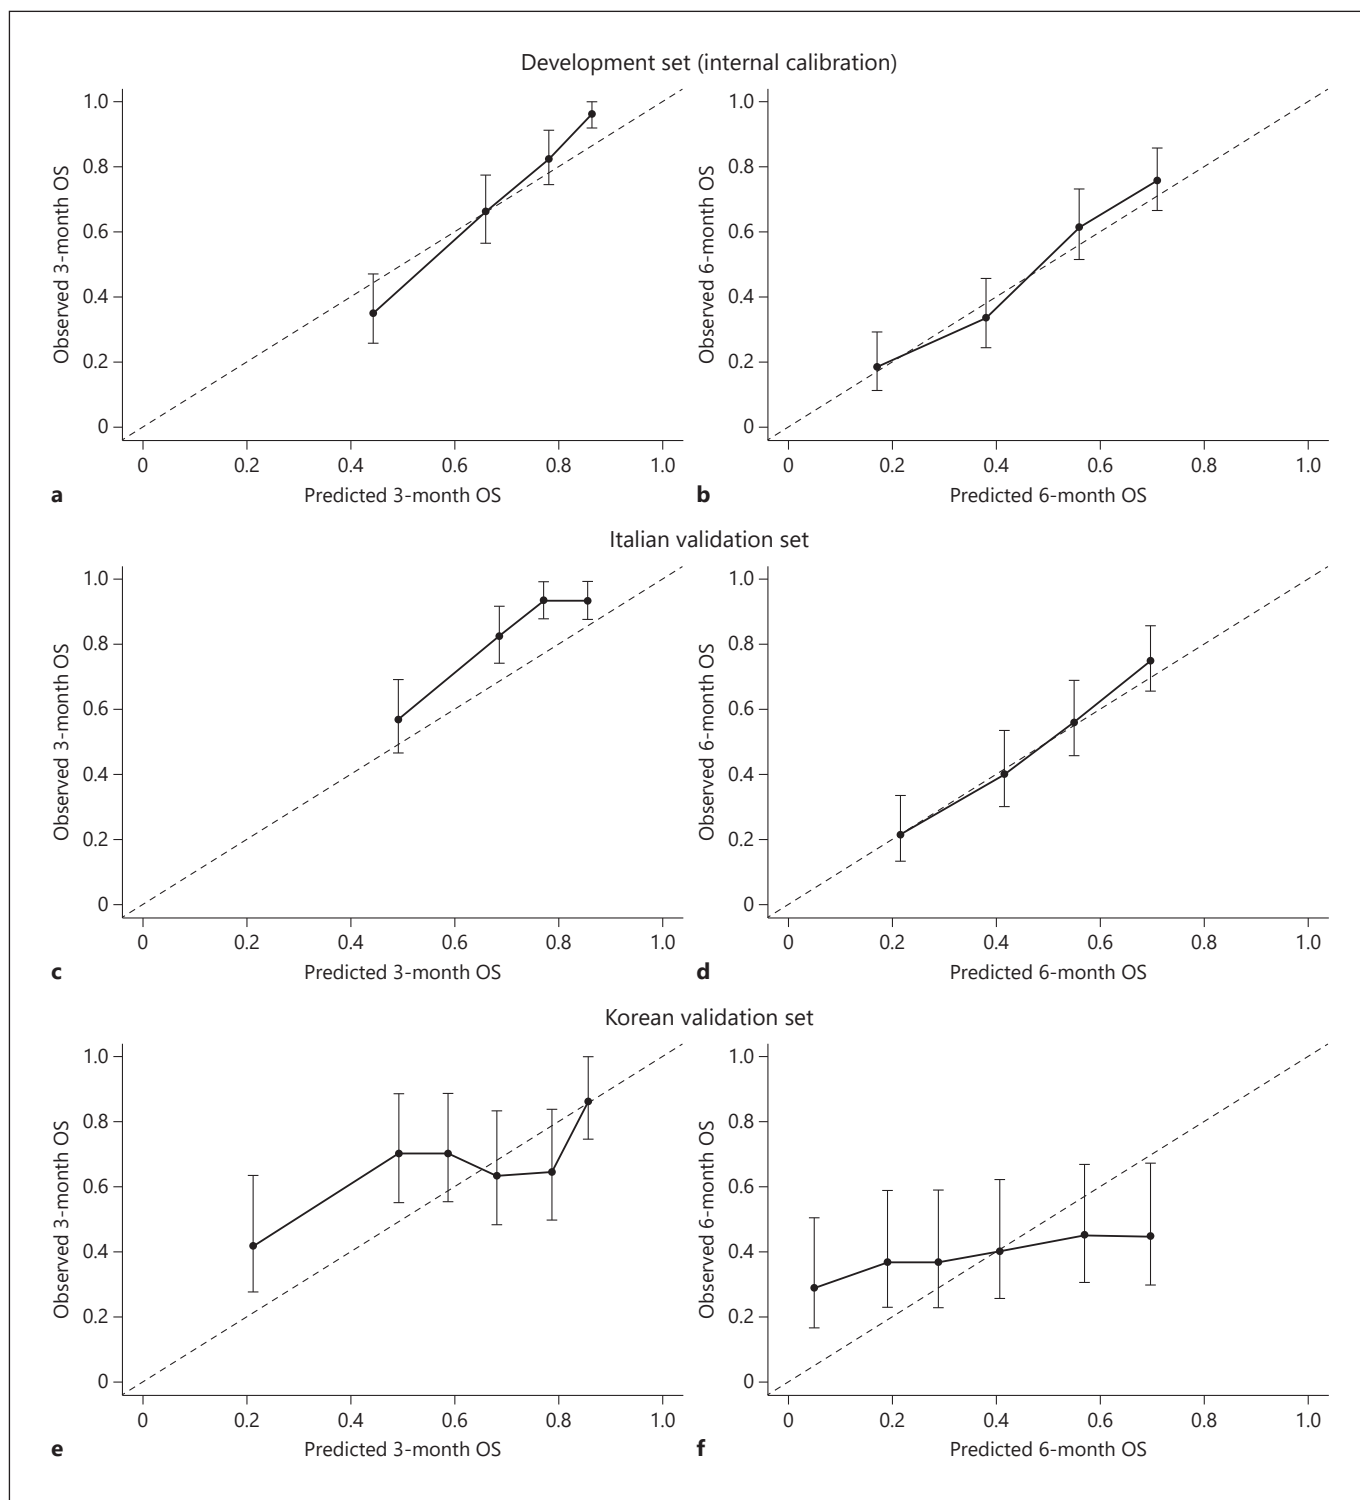 Development set (internal calibration)
1.0
0.8
0.6
0.4
0.2
0
Observed 3-month OS
0 0.2 0.4 0.6 0.8 1.0
Predicted 3-month OS
a
1.0
0.8
0.6
0.4
0.2
0
Observed 6-month OS
0 0.2 0.4 0.6 0.8 1.0
Predicted 6-month OS
b
Italian validation set
1.0
0.8
0.6
0.4
0.2
0
Observed 3-month OS
0 0.2 0.4 0.6 0.8 1.0
Predicted 3-month OS
c
1.0
0.8
0.6
0.4
0.2
0
Observed 6-month OS
0 0.2 0.4 0.6 0.8 1.0
Predicted 6-month OS
d
Korean validation set
1.0
0.8
0.6
0.4
0.2
0
Observed 3-month OS
0 0.2 0.4 0.6 0.8 1.0
Predicted 3-month OS
e
1.0
0.8
0.6
0.4
0.2
0
Observed 6-month OS
0 0.2 0.4 0.6 0.8 1.0
Predicted 6-month OS
f